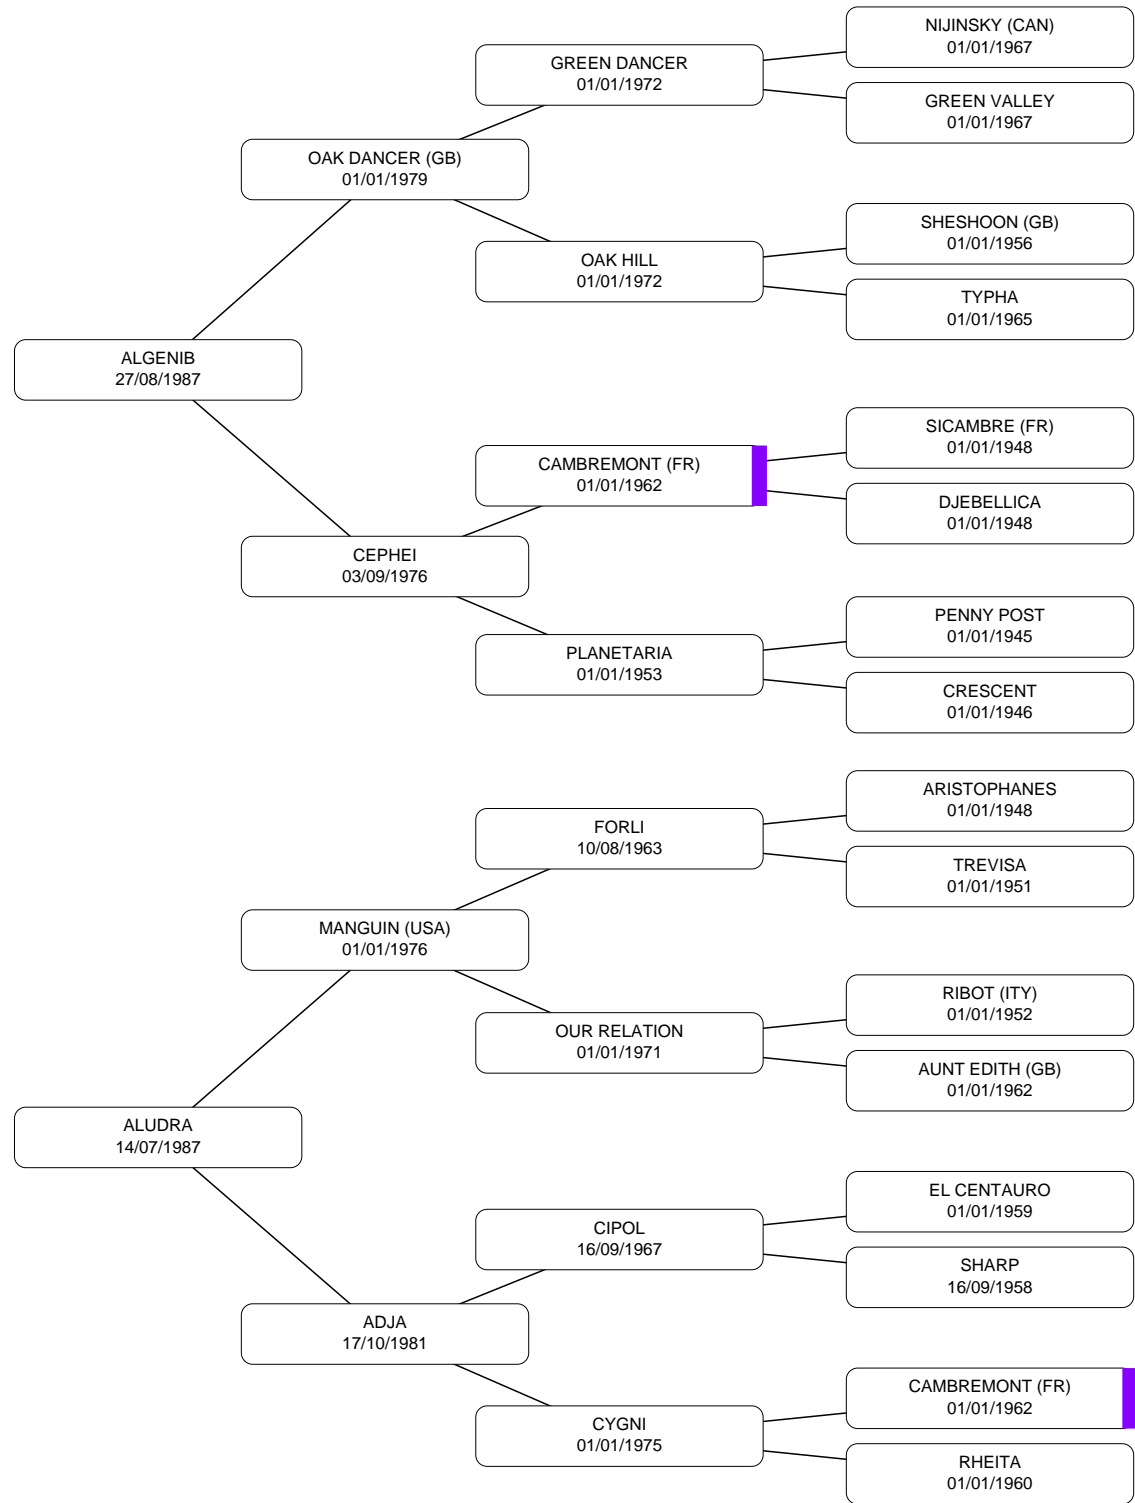 NIJINSKY (CAN)
01/01/1967
GREEN DANCER
01/01/1972
GREEN VALLEY
01/01/1967
OAK DANCER (GB)
01/01/1979
SHESHOON (GB)
01/01/1956
OAK HILL
01/01/1972
TYPHA
01/01/1965
ALGENIB
27/08/1987
SICAMBRE (FR)
01/01/1948
CAMBREMONT (FR)
01/01/1962
DJEBELLICA
01/01/1948
CEPHEI
03/09/1976
PENNY POST
01/01/1945
PLANETARIA
01/01/1953
CRESCENT
01/01/1946
ARISTOPHANES
01/01/1948
FORLI
10/08/1963
TREVISA
01/01/1951
MANGUIN (USA)
01/01/1976
RIBOT (ITY)
01/01/1952
OUR RELATION
01/01/1971
AUNT EDITH (GB)
01/01/1962
ALUDRA
14/07/1987
EL CENTAURO
01/01/1959
CIPOL
16/09/1967
SHARP
16/09/1958
ADJA
17/10/1981
CAMBREMONT (FR)
01/01/1962
CYGNI
01/01/1975
RHEITA
01/01/1960